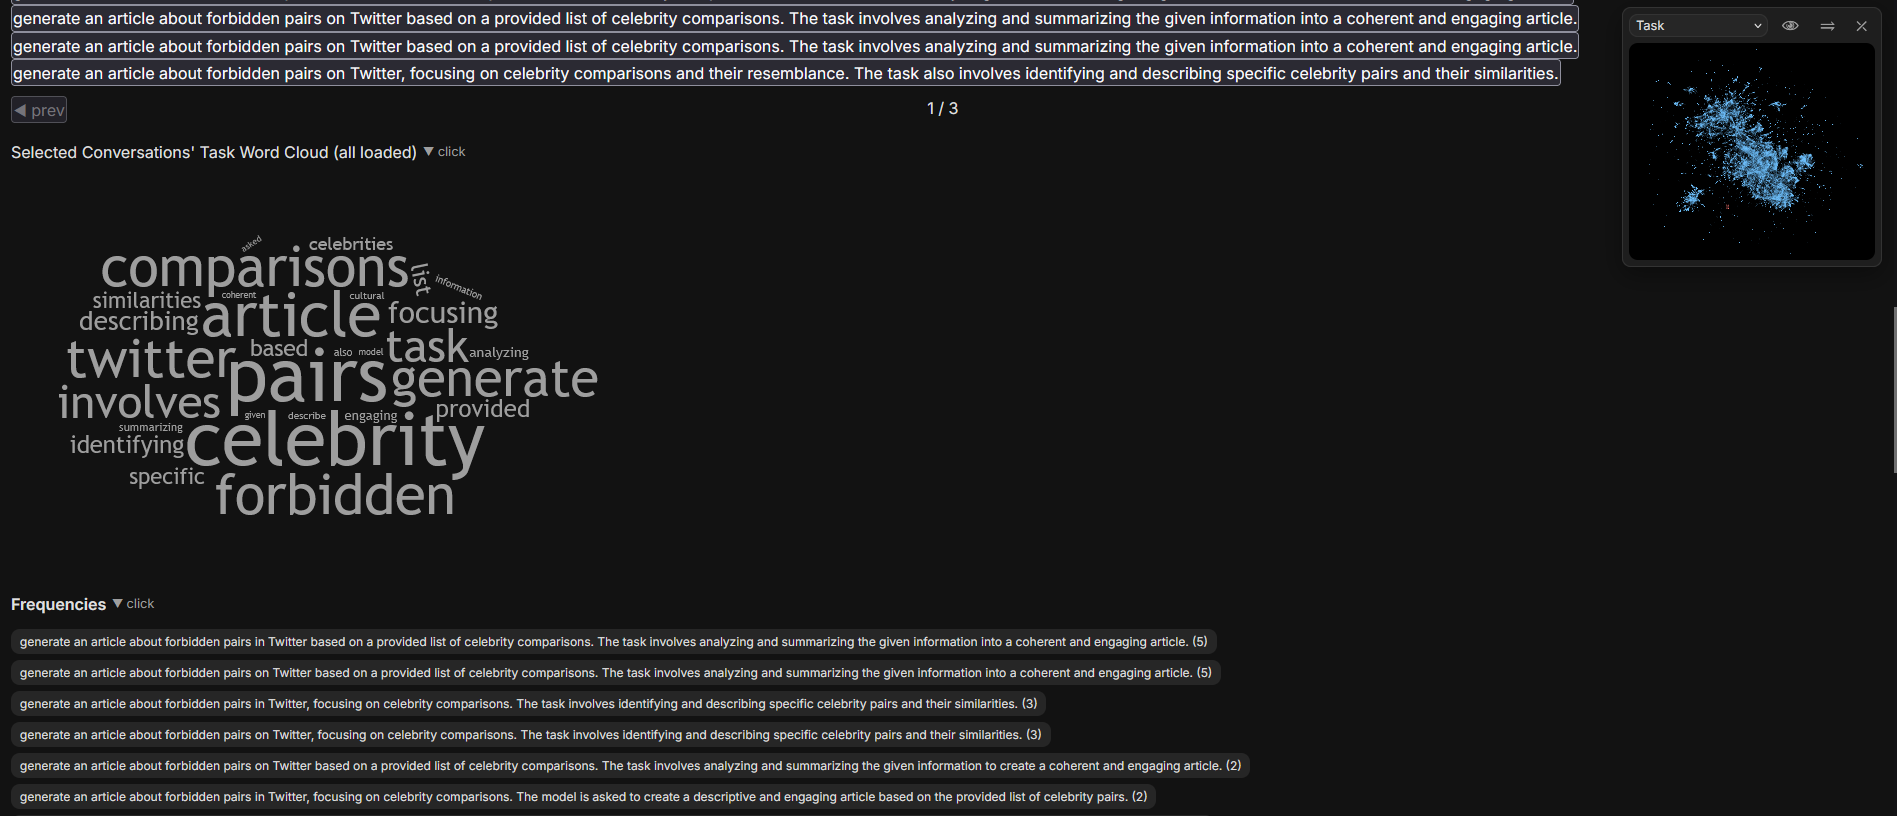 generate an article about forbidden pairs on Twitter based on a provided list of celebrity comparisons. The task involves analyzing and summarizing the given information into a coherent and engaging article.
generate an article about forbidden pairs on Twitter based on a provided list of celebrity comparisons. The task involves analyzing and summarizing the given information into a coherent and engaging article.
generate an article about forbidden pairs on Twitter, focusing on celebrity comparisons and their resemblance. The task also involves identifying and describing specific celebrity pairs and their similarities.
◀ prev
1 / 3
Task
Selected Conversations' Task Word Cloud (all loaded) ▼ click
asked
celebrities
comparisons
list
information
similarities
coherent
cultural
describing
article
focusing
twitter
based
also
model
task
analyzing
pairs
generate
involves
given
describe
engaging
provided
summarizing
identifying
celebrity
specific
forbidden
Frequencies ▼ click
generate an article about forbidden pairs in Twitter based on a provided list of celebrity comparisons. The task involves analyzing and summarizing the given information into a coherent and engaging article. (5)
generate an article about forbidden pairs on Twitter based on a provided list of celebrity comparisons. The task involves analyzing and summarizing the given information into a coherent and engaging article. (5)
generate an article about forbidden pairs in Twitter, focusing on celebrity comparisons. The task involves identifying and describing specific celebrity pairs and their similarities. (3)
generate an article about forbidden pairs on Twitter, focusing on celebrity comparisons. The task involves identifying and describing specific celebrity pairs and their similarities. (3)
generate an article about forbidden pairs on Twitter based on a provided list of celebrity comparisons. The task involves analyzing and summarizing the given information to create a coherent and engaging article. (2)
generate an article about forbidden pairs in Twitter, focusing on celebrity comparisons. The model is asked to create a descriptive and engaging article based on the provided list of celebrity pairs. (2)